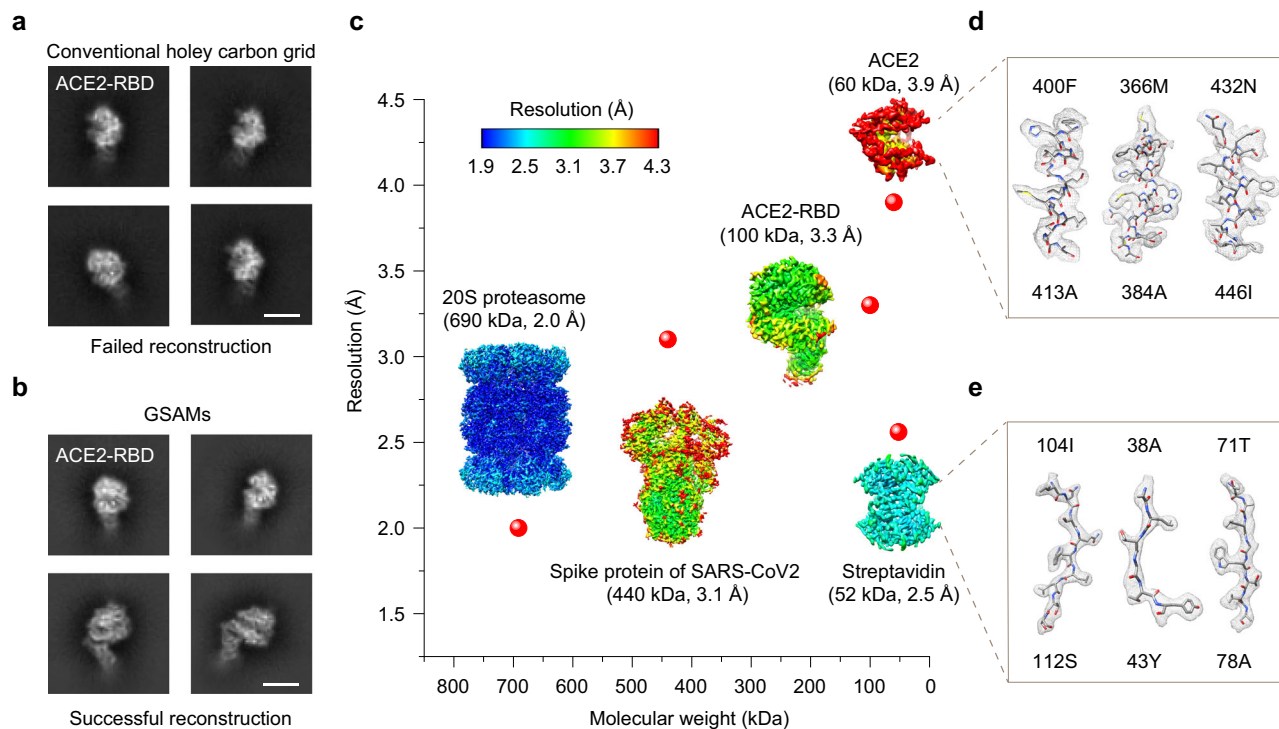 a
Conventional holey carbon grid
ACE2-RBD
Failed reconstruction
b
GSAMs
ACE2-RBD
Successful reconstruction
c
Resolution (Å)
4.5
4.0
3.5
3.0
2.5
2.0
1.5
800 700 600 500 400 300 200 100 0
Molecular weight (kDa)
Resolution (Å)
1.9 2.5 3.1 3.7 4.3
ACE2
(60 kDa, 3.9 Å)
ACE2-RBD
(100 kDa, 3.3 Å)
20S proteasome
(690 kDa, 2.0 Å)
Spike protein of SARS-CoV2
(440 kDa, 3.1 Å)
Streptavidin
(52 kDa, 2.5 Å)
d
400F 366M 432N
413A 384A 446I
e
104I 38A 71T
112S 43Y 78A